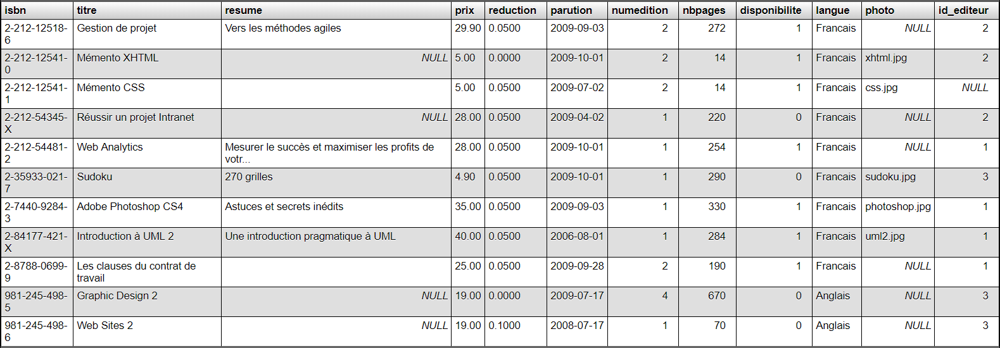 isbn titre resume prix reduction parution numedition nbpages disponibilite langue photo id_editeur
2-212-12518-6 Gestion de projet Vers les méthodes agiles 29.90 0.0500 2009-09-03 2 272 1 Francais NULL 2
2-212-12541-0 Mémento XHTML NULL 5.00 0.0000 2009-10-01 2 14 1 Francais xhtml.jpg 2
2-212-12541-1 Mémento CSS 5.00 0.0500 2009-07-02 2 14 1 Francais css.jpg NULL
2-212-54345-X Réussir un projet Intranet NULL 28.00 0.0500 2009-04-02 1 220 0 Francais NULL 2
2-212-54481-2 Web Analytics Mesurer le succès et maximiser les profits de votr... 28.00 0.0500 2009-10-01 1 254 1 Francais NULL 1
2-35933-021-7 Sudoku 270 grilles 4.90 0.0500 2009-10-01 1 290 0 Francais sudoku.jpg 3
2-7440-9284-3 Adobe Photoshop CS4 Astuces et secrets inédits 35.00 0.0500 2009-09-03 1 330 1 Francais photoshop.jpg 1
2-84177-421-X Introduction à UML 2 Une introduction pragmatique à UML 40.00 0.0500 2006-08-01 1 284 1 Francais uml2.jpg 1
2-8788-0699-9 Les clauses du contrat de travail 25.00 0.0500 2009-09-28 2 190 1 Francais NULL 1
981-245-498-5 Graphic Design 2 NULL 19.00 0.0000 2009-07-17 4 670 0 Anglais NULL 3
981-245-498-6 Web Sites 2 NULL 19.00 0.1000 2008-07-17 1 70 0 Anglais NULL 3